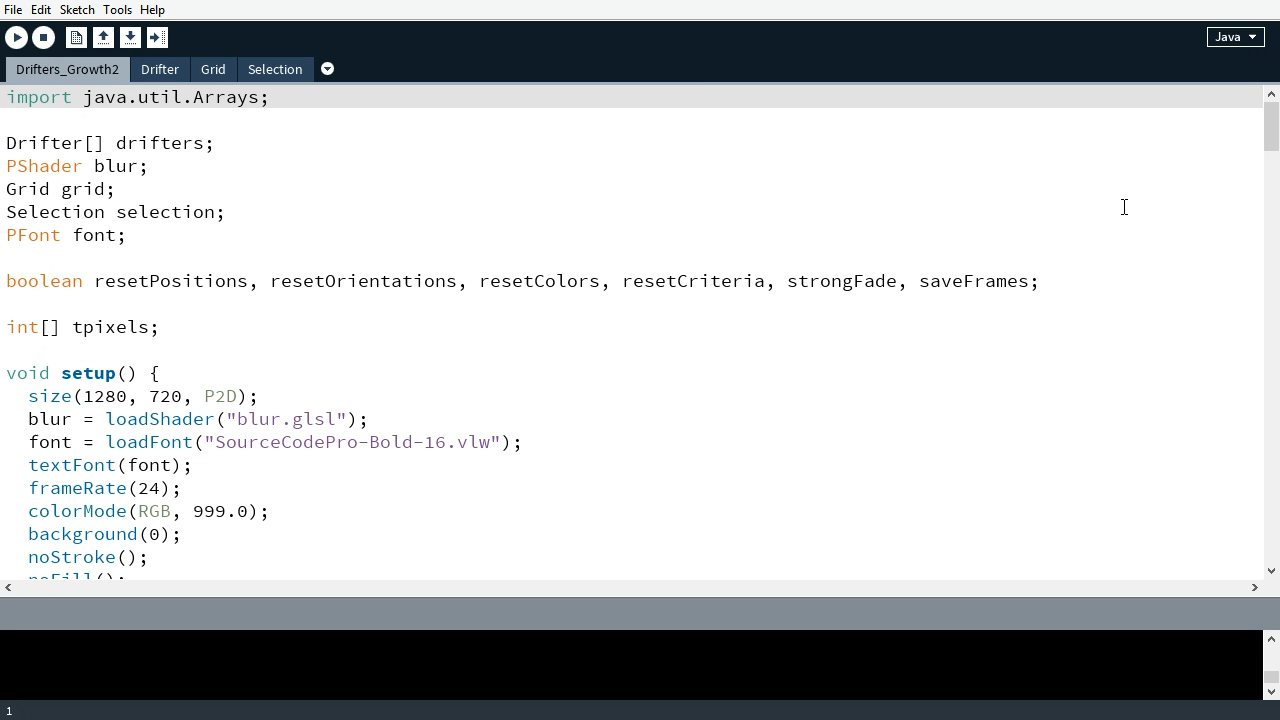 File Edit Sketch Tools Help
Java
Drifters_Growth2 Drifter Grid Selection
import java.util.Arrays;
Drifter[] drifters;
PShader blur;
Grid grid;
Selection selection;
PFont font;
boolean resetPositions, resetOrientations, resetColors, resetCriteria, strongFade, saveFrames;
int[] tpixels;
void setup() {
  size(1280, 720, P2D);
  blur = loadShader("blur.glsl");
  font = loadFont("SourceCodePro-Bold-16.vlw");
  textFont(font);
  frameRate(24);
  colorMode(RGB, 999.0);
  background(0);
  noStroke();
  noFill();
1